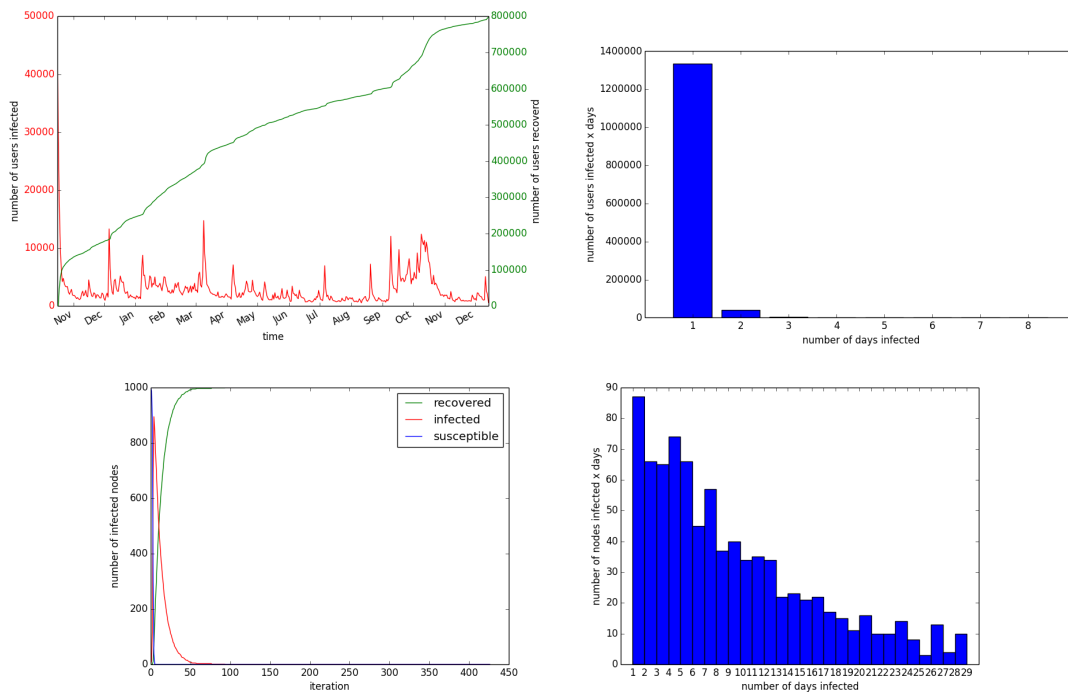 50000
40000
30000
20000
10000
0
number of users infected
800000
700000
600000
500000
400000
300000
200000
100000
0
number of users recoverd
Nov Dec Jan Feb Mar Apr May Jun Jul Aug Sep Oct Nov Dec
time
1400000
1200000
1000000
800000
600000
400000
200000
0
number of users infected x days
1 2 3 4 5 6 7 8
number of days infected
1000
800
600
400
200
0
number of infected nodes
recovered
infected
susceptible
0 50 100 150 200 250 300 350 400 450
iteration
90
80
70
60
50
40
30
20
10
0
number of nodes infected x days
1 2 3 4 5 6 7 8 9 10 11 12 13 14 15 16 17 18 19 20 21 22 23 24 25 26 27 28 29
number of days infected